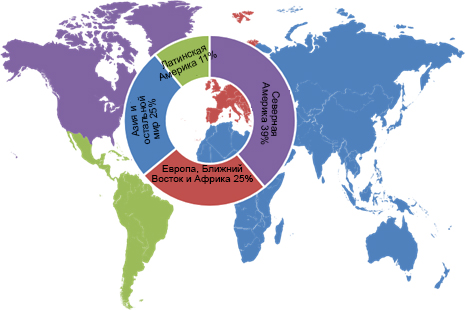 Латинская
Америка 11%
Северная
Америка 39%
Европа, Ближний
Восток и Африка 25%
Азия и
остальной
мир 25%